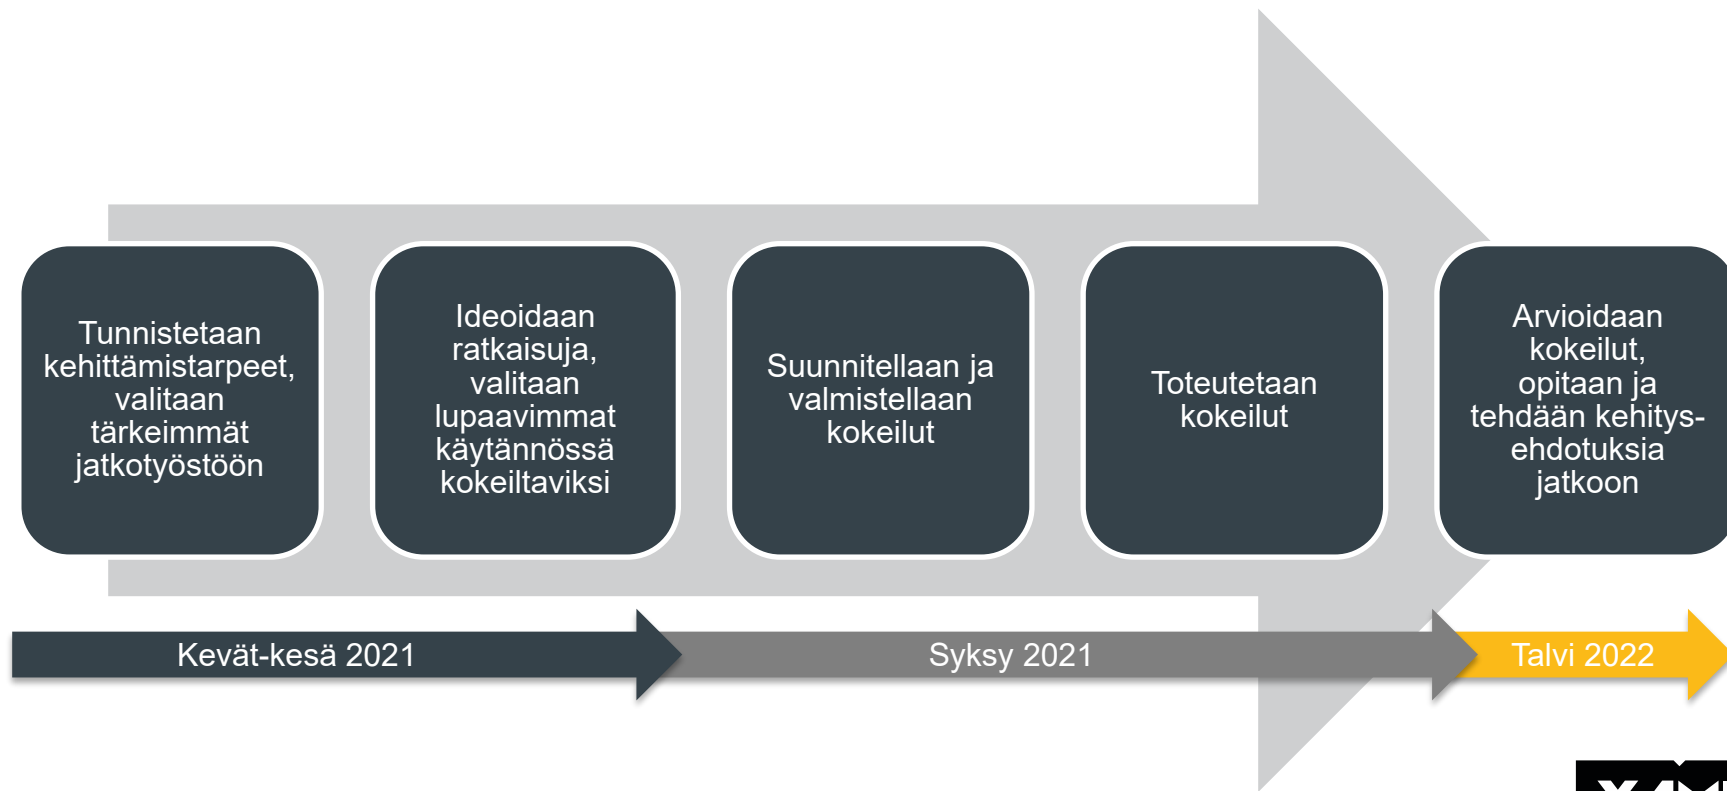 Tunnistetaan
kehittämistarpeet,
valitaan
tärkeimmät
jatkotyöstöön
Ideoidaan
ratkaisuja,
valitaan
lupaavimmat
käytännössä
kokeiltaviksi
Suunnitellaan ja
valmistellaan
kokeilut
Toteutetaan
kokeilut
Arvioidaan
kokeilut,
opitaan ja
tehdään kehitys-
ehdotuksia
jatkoon
Kevät-kesä 2021
Syksy 2021
Talvi 2022